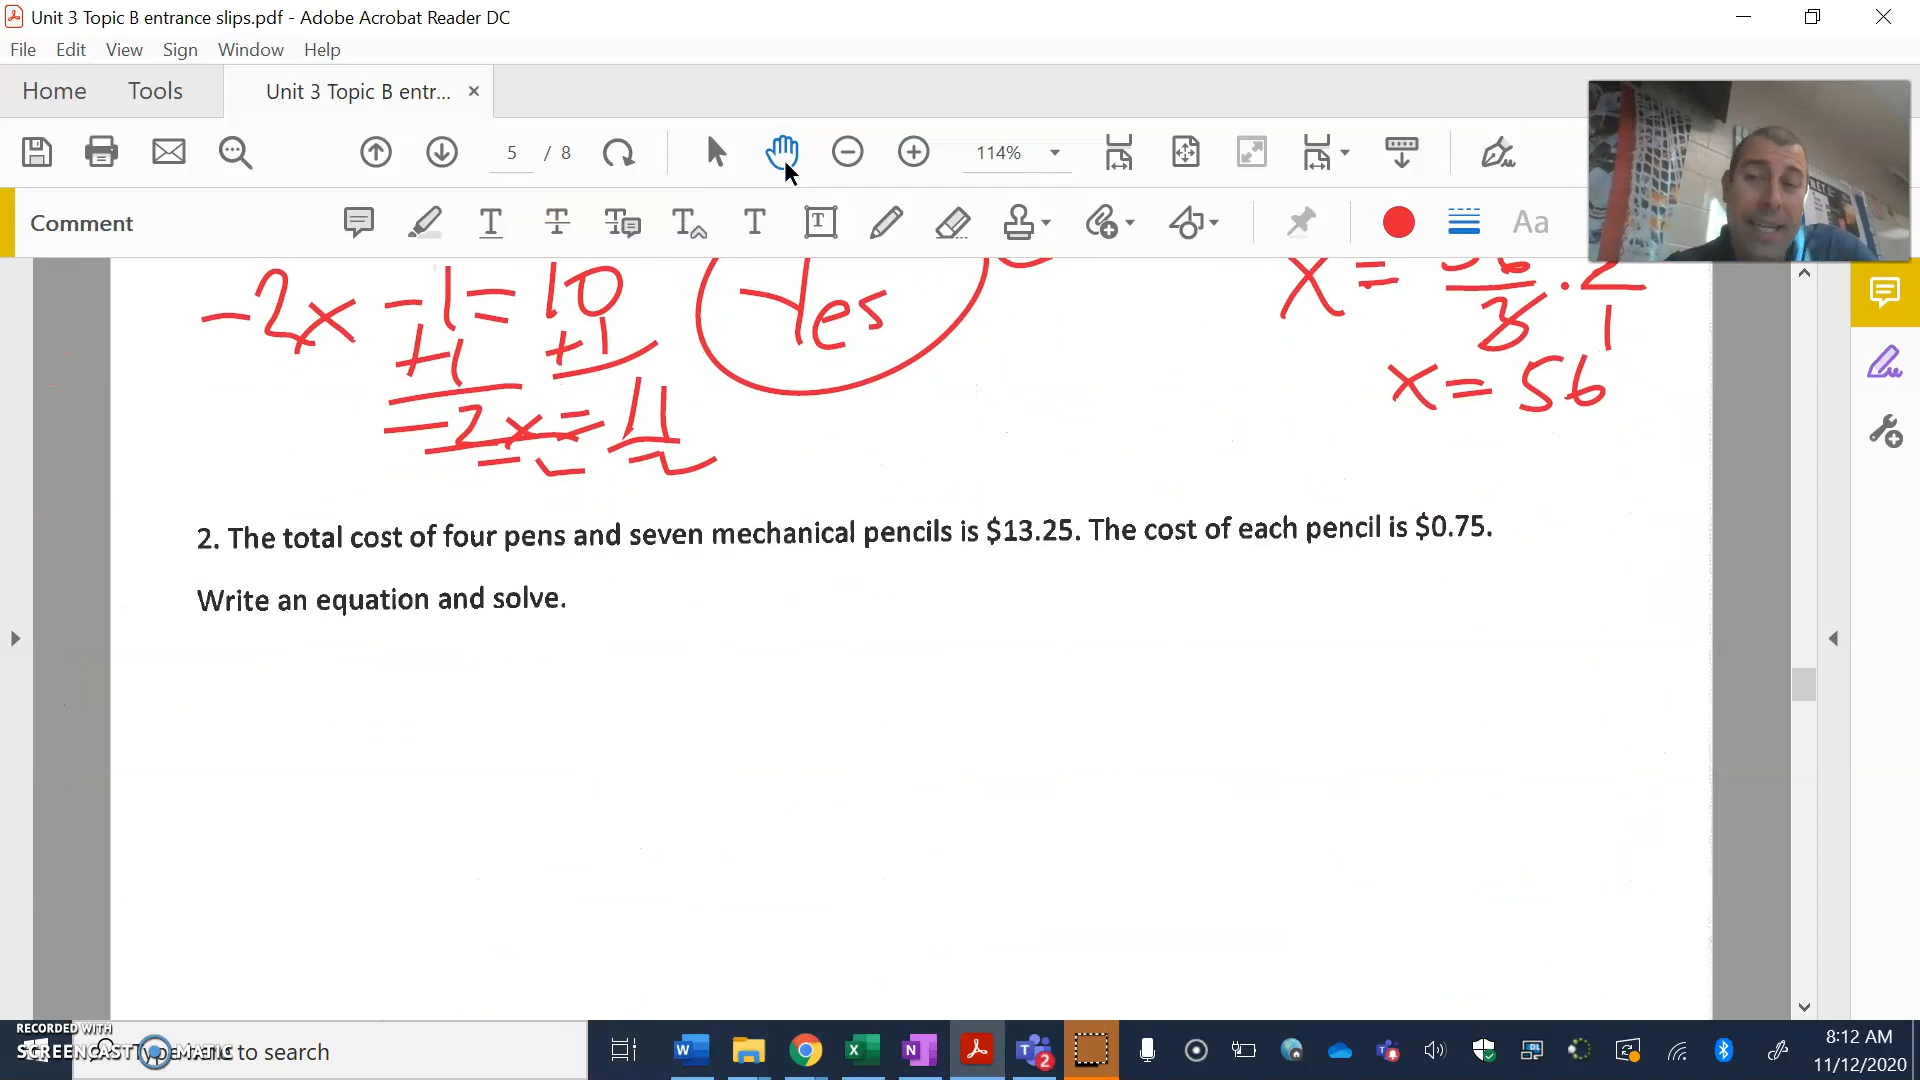 Unit 3 Topic B entrance slips.pdf - Adobe Acrobat Reader DC
File Edit View Sign Window Help
Home Tools Unit 3 Topic B entr... ×
5 / 8 114%
Comment
T T T T T T Aa
-2x -1 = 10 Yes x = .2
+1 +1 3 1
-2x = 11 x = 56
2. The total cost of four pens and seven mechanical pencils is $13.25. The cost of each pencil is $0.75.
Write an equation and solve.
RECORDED WITH
SCREENCAST MATIC
to search
8:12 AM
11/12/2020